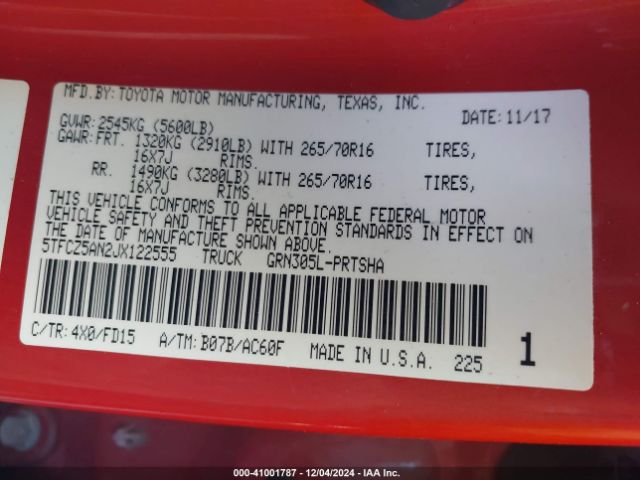 MFD.BY:TOYOTA MOTOR MANUFACTURING, TEXAS, INC.
GVWR:2545KG (5600LB) DATE:11/17
GAWR:FRT. 1320KG (2910LB) WITH 265/70R16 TIRES,
16X7J RIMS.
RR. 1490KG (3280LB) WITH 265/70R16 TIRES,
16X7J RIMS.
THIS VEHICLE CONFORMS TO ALL APPLICABLE FEDERAL MOTOR
VEHICLE SAFETY AND THEFT PREVENTION STANDARDS IN EFFECT ON
THE DATE OF MANUFACTURE SHOWN ABOVE.
5TFCZ5AN2JX122555 TRUCK GRN305L-PRTSHA
C/TR:4X0/FD15 A/TM:B07B/AC60F MADE IN U.S.A. 225 1
000-41001787 - 12/04/2024 - IAA Inc.